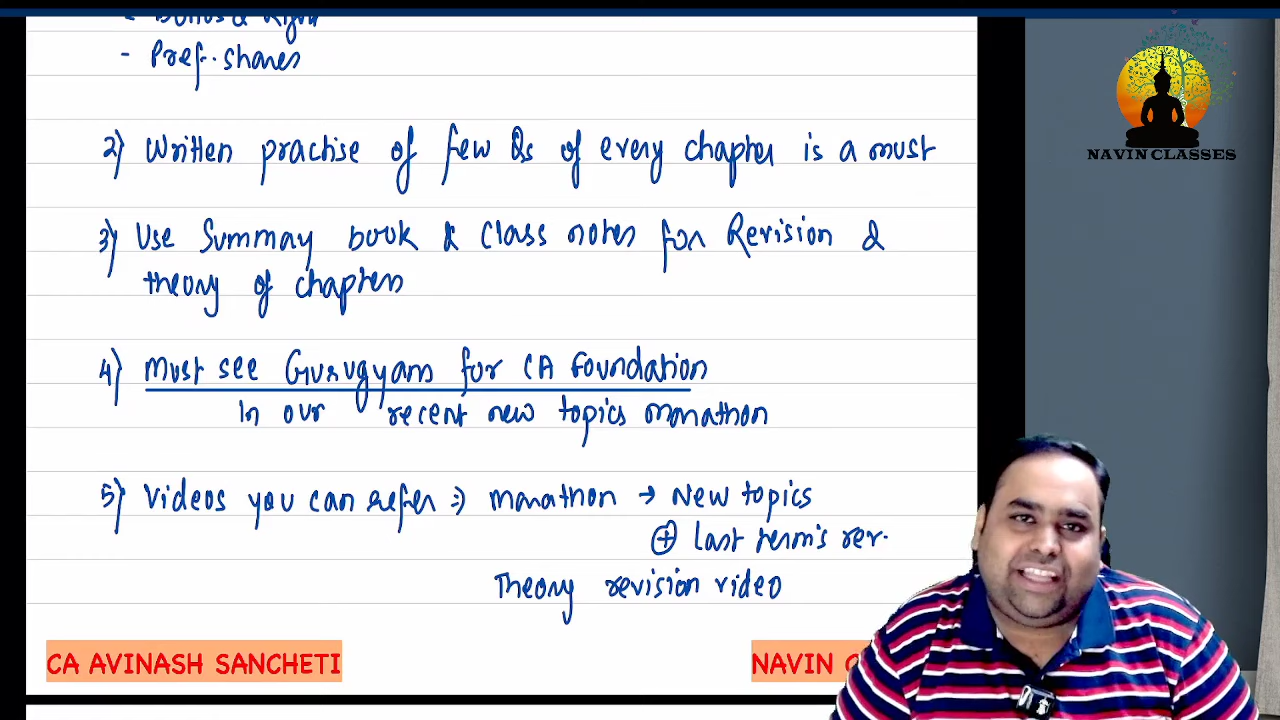 - Pref. shares
NAVIN CLASSES
2) Written practise of few Qs of every chapter is a must
3) Use Summay book & Class notes for Revision &
theory of chapters
4) Must see Gurugyam for CA Foundation
in our recent new topics marathon
5) Videos you can refer => marathon → New topics
⊕ Last term's rev.
Theory revision video
CA AVINASH SANCHETI
NAVIN